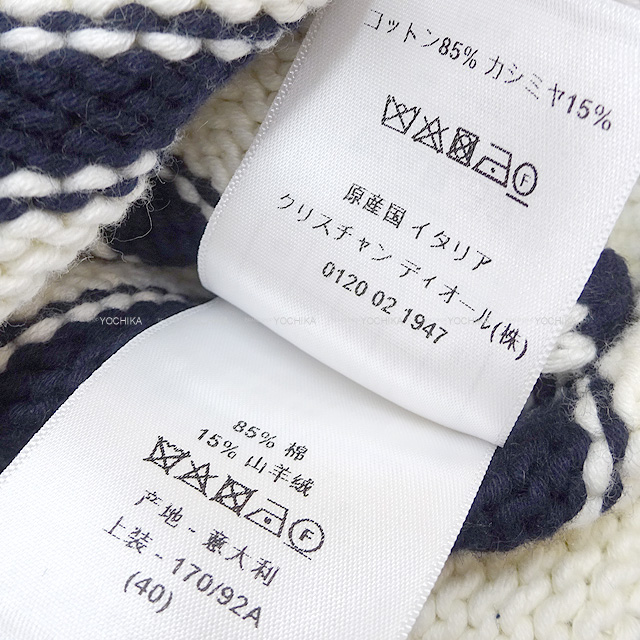 コットン85% カシミヤ15%
原産国 イタリア
クリスチャン ディオール(株)
0120 02 1947
YOCHIKA YOCHIKA
85% 棉
15% 山羊绒
产地 - 意大利
上装 - 170/92A
(40)